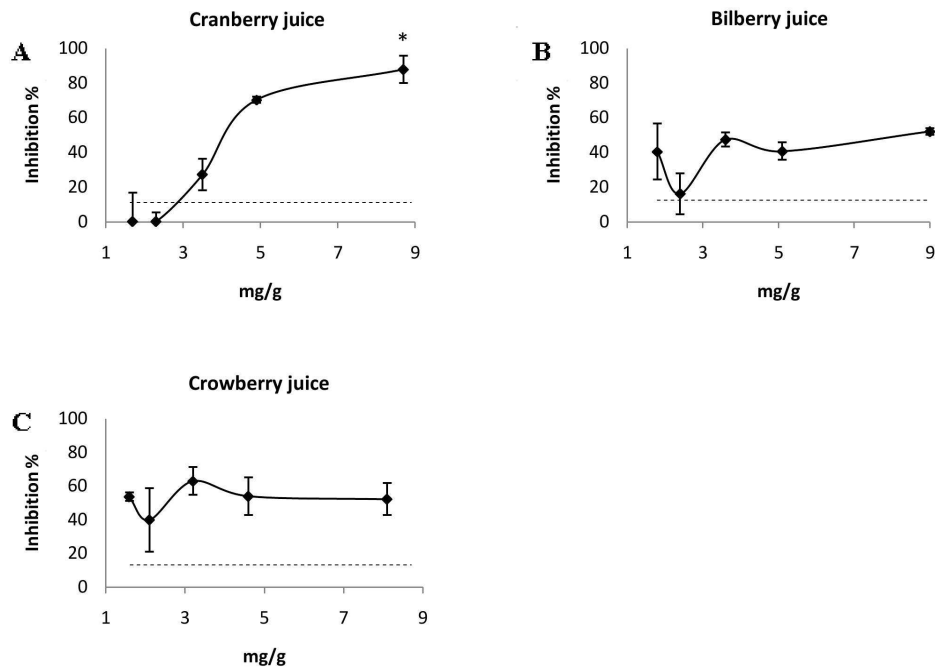 Cranberry juice
A
*
100
80
60
40
20
0
Inhibition %
1 3 5 7 9
mg/g
Bilberry juice
B
100
80
60
40
20
0
Inhibition %
1 3 5 7 9
mg/g
Crowberry juice
C
100
80
60
40
20
0
Inhibition %
1 3 5 7 9
mg/g